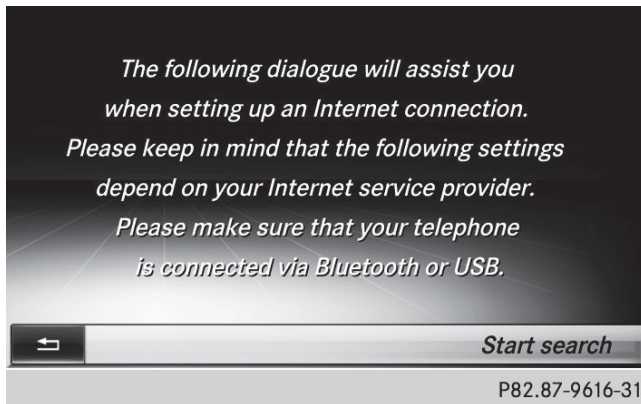 The following dialogue will assist you
when setting up an Internet connection.
Please keep in mind that the following settings
depend on your Internet service provider.
Please make sure that your telephone
is connected via Bluetooth or USB.
Start search
P82.87-9616-31